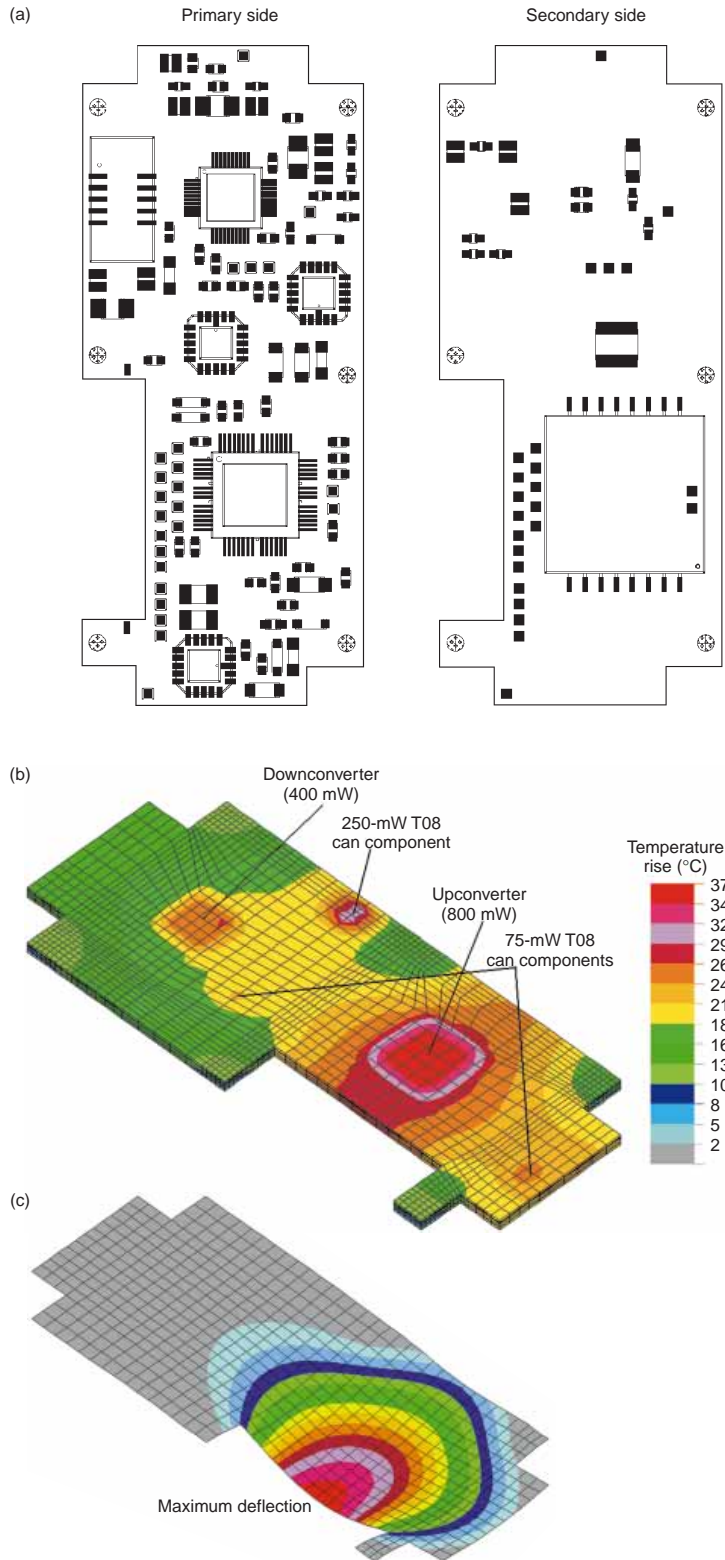 (a)
Primary side
Secondary side
(b)
Downconverter
(400 mW)
250-mW T08
can component
Upconverter
(800 mW)
75-mW T08
can components
Temperature
rise (°C)
37
34
32
29
26
24
21
18
16
13
10
8
5
2
(c)
Maximum deflection